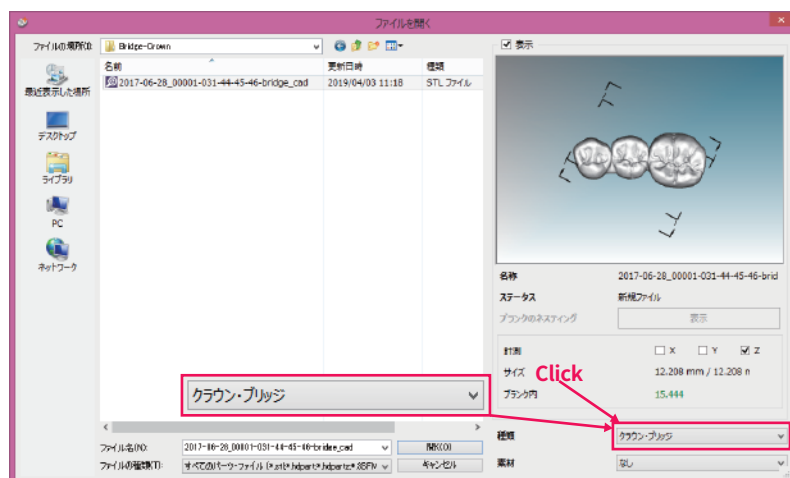 ファイルを開く
ファイルの場所(I):
Bridge-Crown
表示
名前
更新日時
種類
2017-06-28_00001-031-44-45-46-bridge_cad
2019/04/03 11:18
STL ファイル
最近表示した場所
デスクトップ
ライブラリ
PC
ネットワーク
名称
2017-06-28_00001-031-44-45-46-brid
ステータス
新規ファイル
ブランクのネスティング
表示
計測
X
Y
Z
サイズ
12.208 mm / 12.208 n
ブランク内
15.444
Click
クラウン・ブリッジ
種類
クラウン・ブリッジ
素材
なし
ファイル名(N):
2017-06-28_00001-031-44-45-46-bridge_cad
開く(O)
ファイルの種類(T):
すべてのパーツ-ファイル (*.stl;*.hdpart;*.hdpartz;*.3SFN
キャンセル